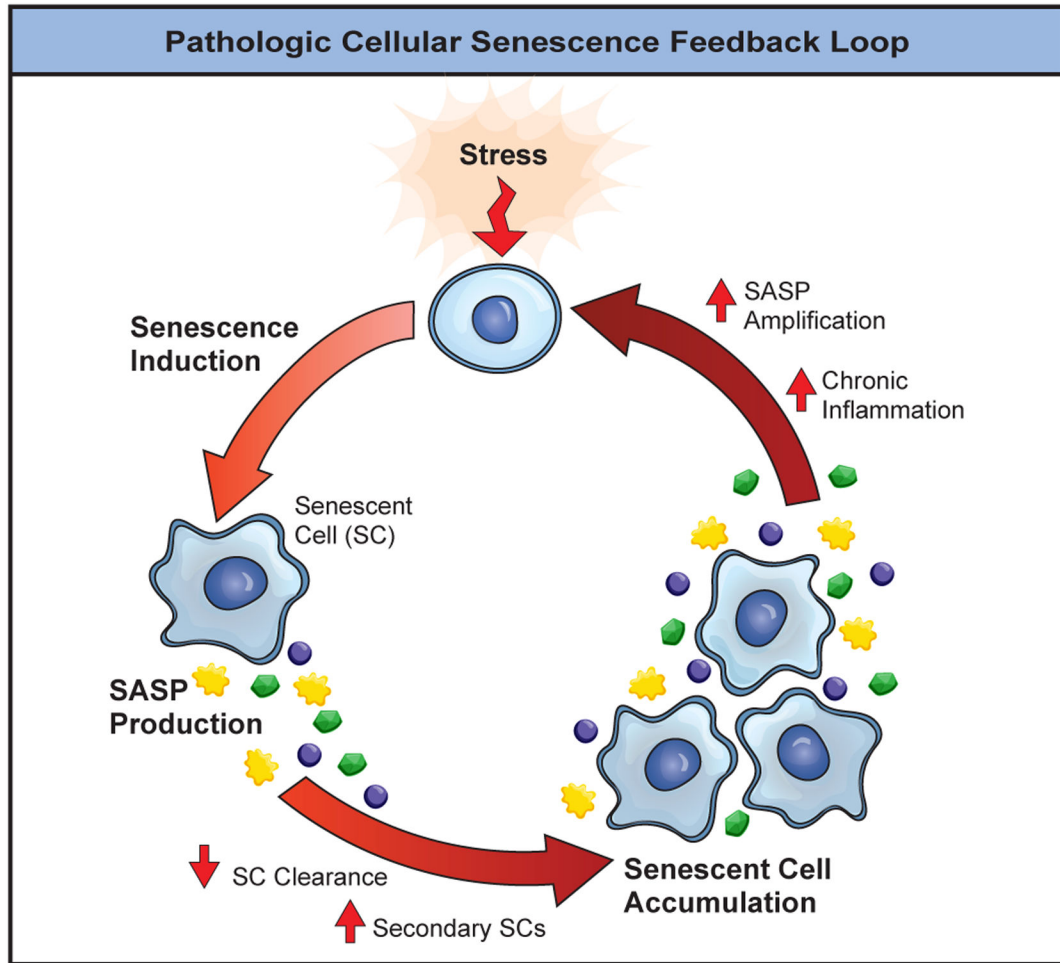 Pathologic Cellular Senescence Feedback Loop
Stress
SASP
Amplification
Chronic
Inflammation
Senescence
Induction
Senescent
Cell (SC)
SASP
Production
SC Clearance
Secondary SCs
Senescent Cell
Accumulation